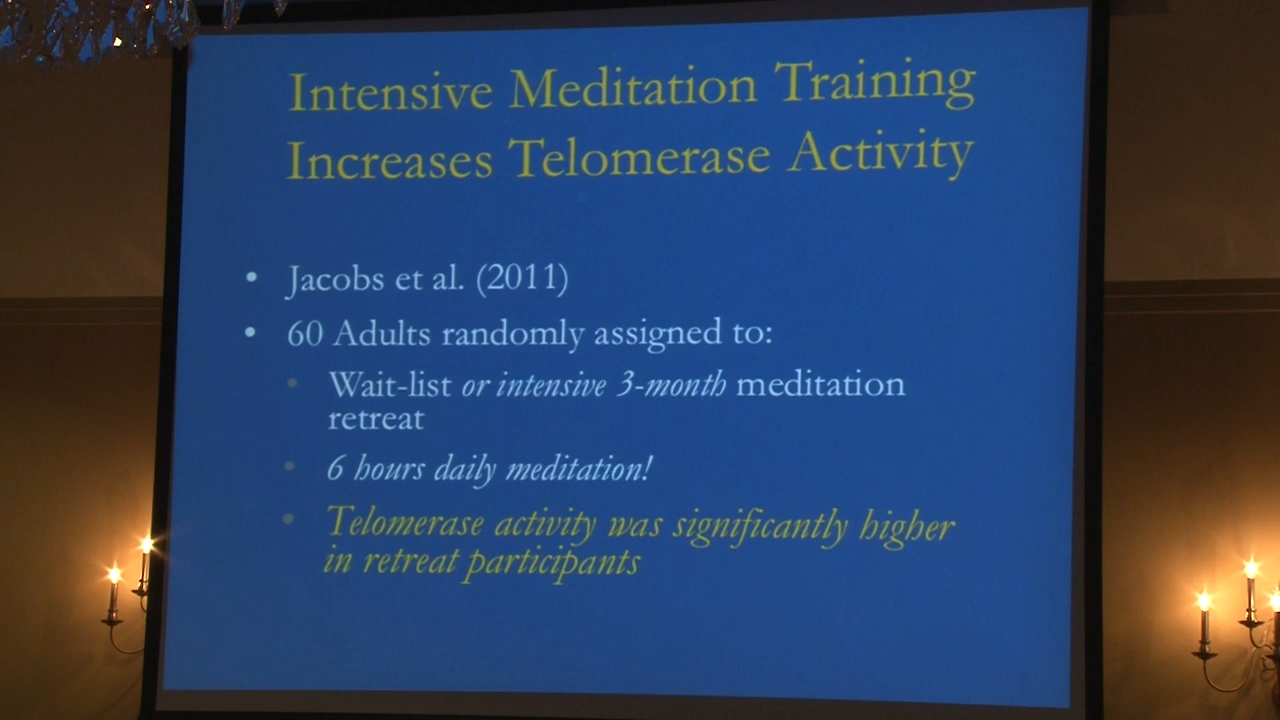 Intensive Meditation Training
Increases Telomerase Activity
• Jacobs et al. (2011)
• 60 Adults randomly assigned to:
• Wait-list or intensive 3-month meditation
retreat
• 6 hours daily meditation!
• Telomerase activity was significantly higher
in retreat participants